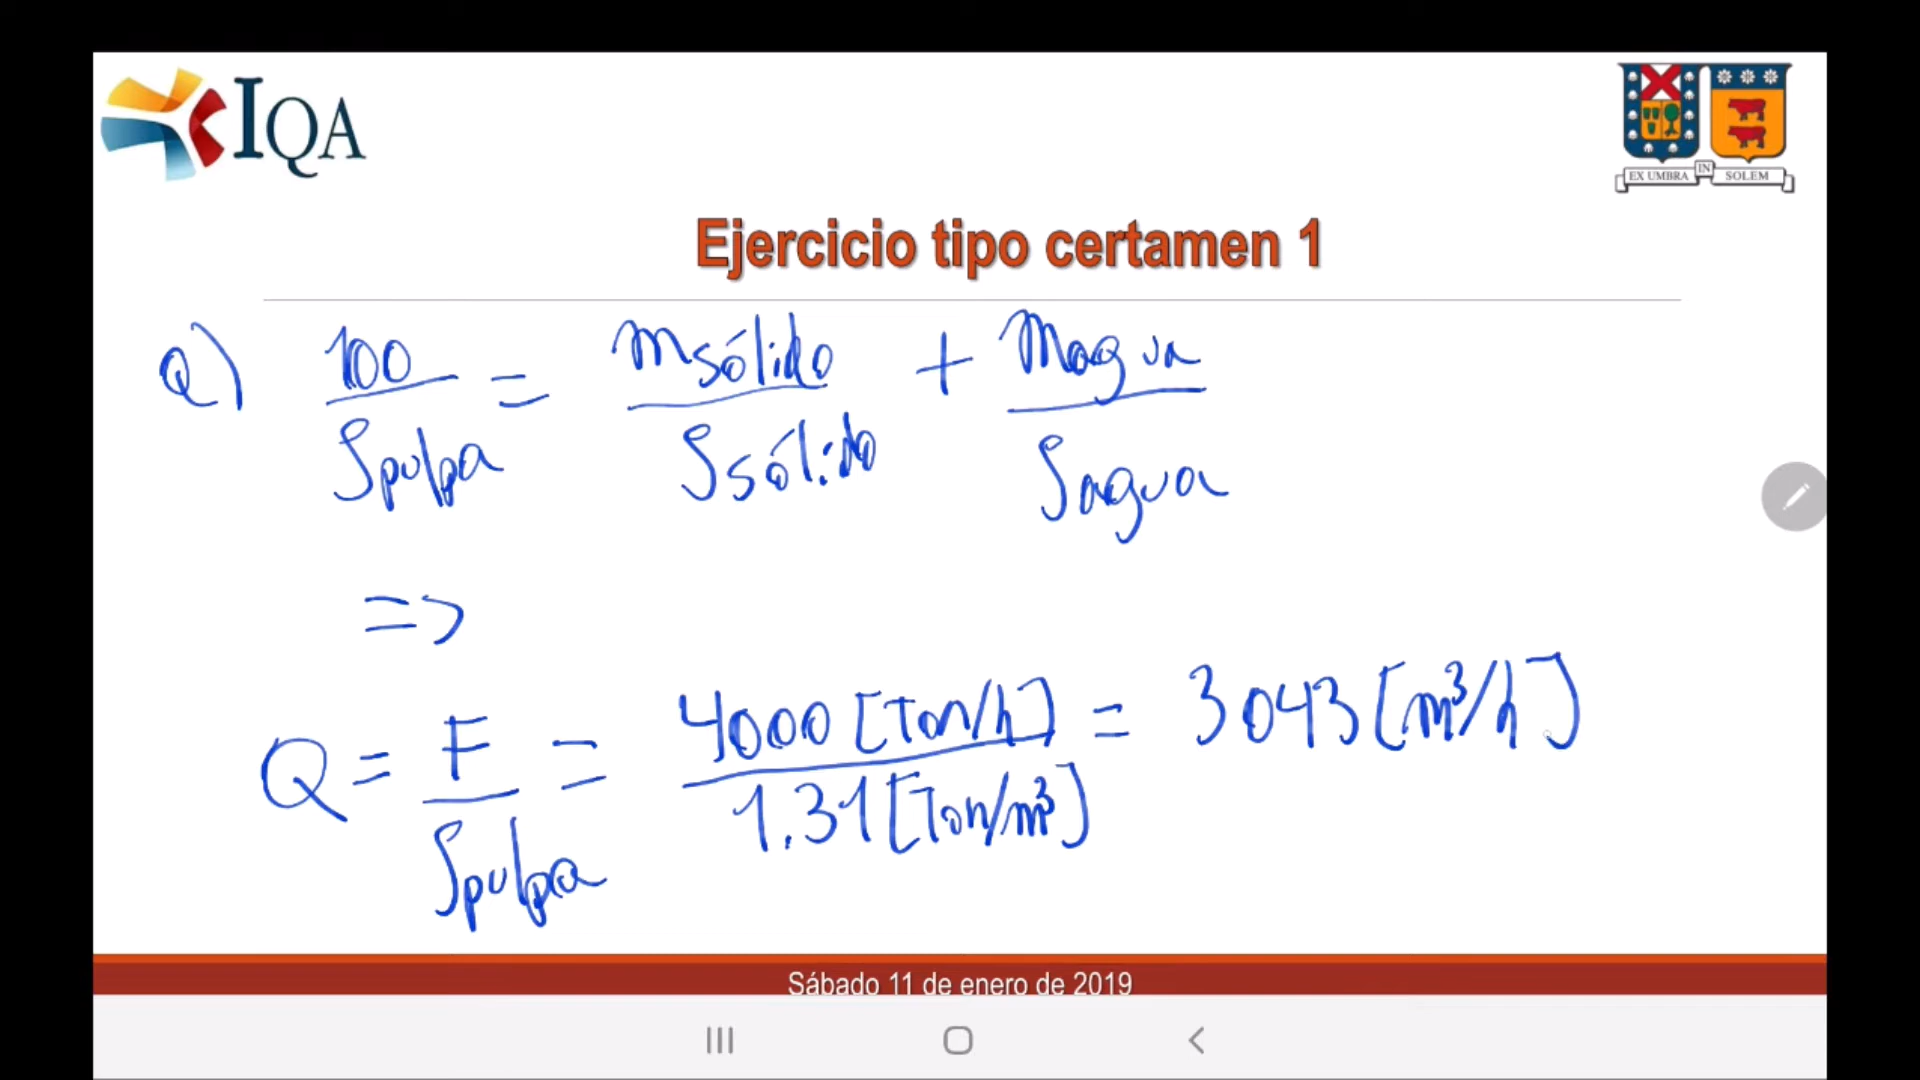 IQA
EX UMBRA IN SOLEM
Ejercicio tipo certamen 1
a) 100/ρpulpa = msólido/ρsólido + magua/ρagua
=>
Q = F/ρpulpa = 4000 [Ton/h]/1.31 [Ton/m³] = 3043 [m³/h]
Sábado 11 de enero de 2019